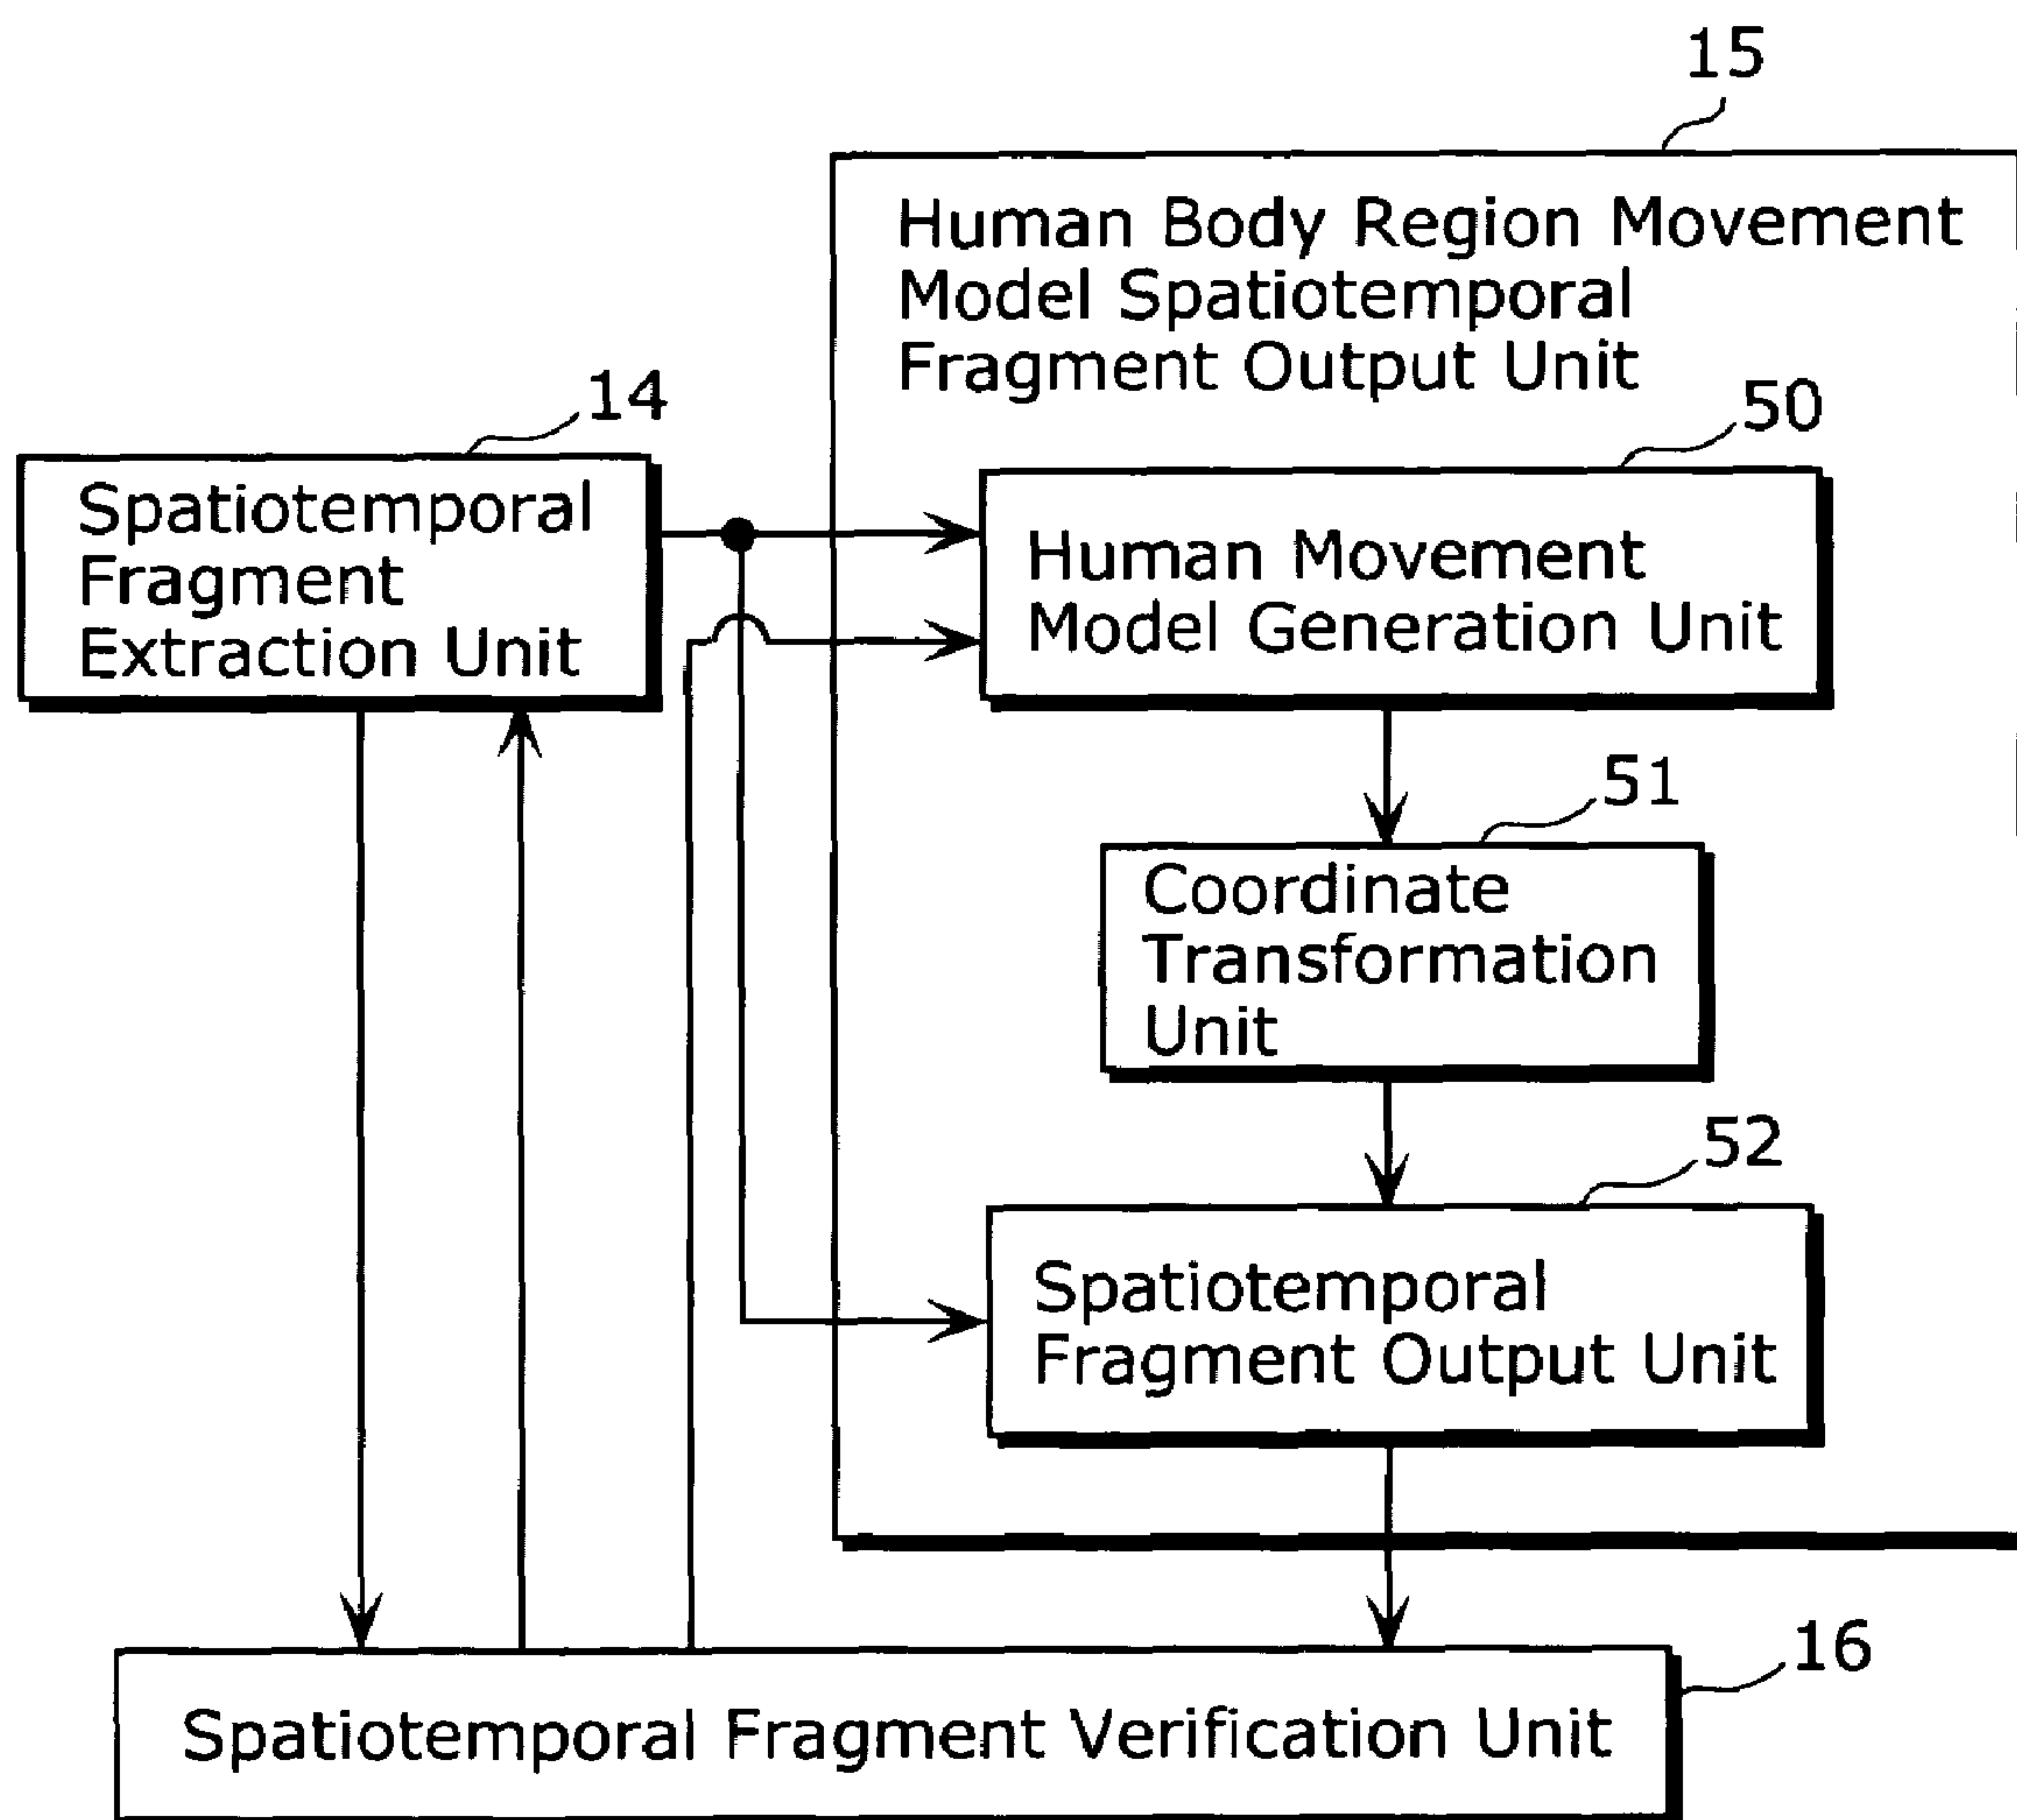 15
Human Body Region Movement
Model Spatiotemporal
Fragment Output Unit
14
Spatiotemporal
Fragment
Extraction Unit
50
Human Movement
Model Generation Unit
51
Coordinate
Transformation
Unit
52
Spatiotemporal
Fragment Output Unit
16
Spatiotemporal Fragment Verification Unit